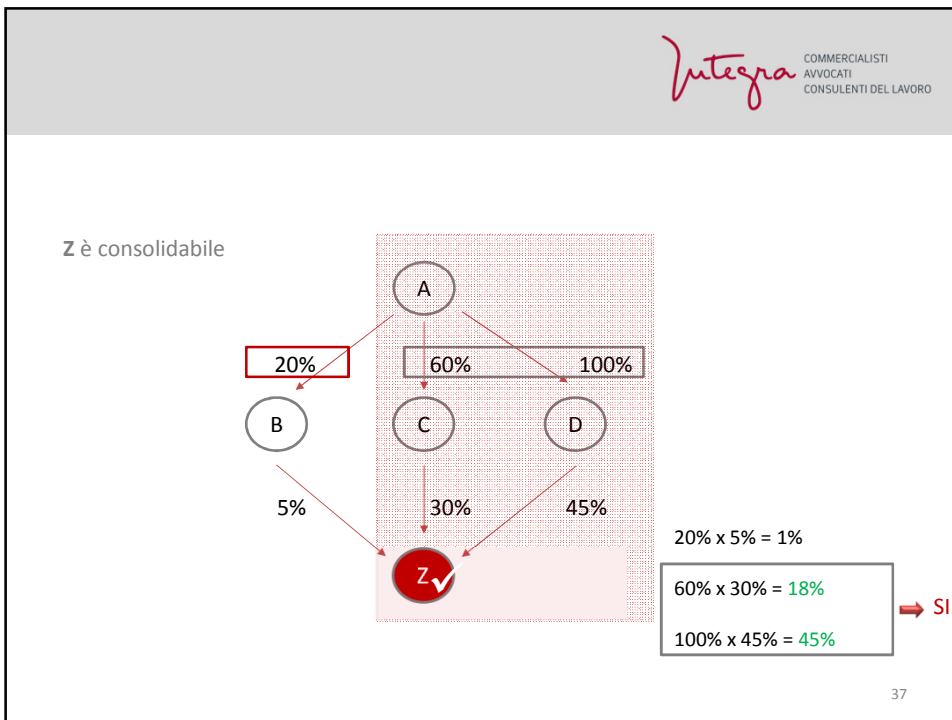 Integra
COMMERCIALISTI
AVVOCATI
CONSULENTI DEL LAVORO
Z è consolidabile
A
20%
60%
100%
B
C
D
5%
30%
45%
Z
20% x 5% = 1%
60% x 30% = 18%
100% x 45% = 45%
SI
37